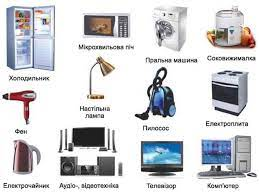 Холодильник
Мікрохвильова піч
Пральна машина
Соковижималка
Фен
Настільна
лампа
Пилосос
Електроплита
Електрочайник
Аудіо-, відеотехніка
Телевізор
Комп'ютер